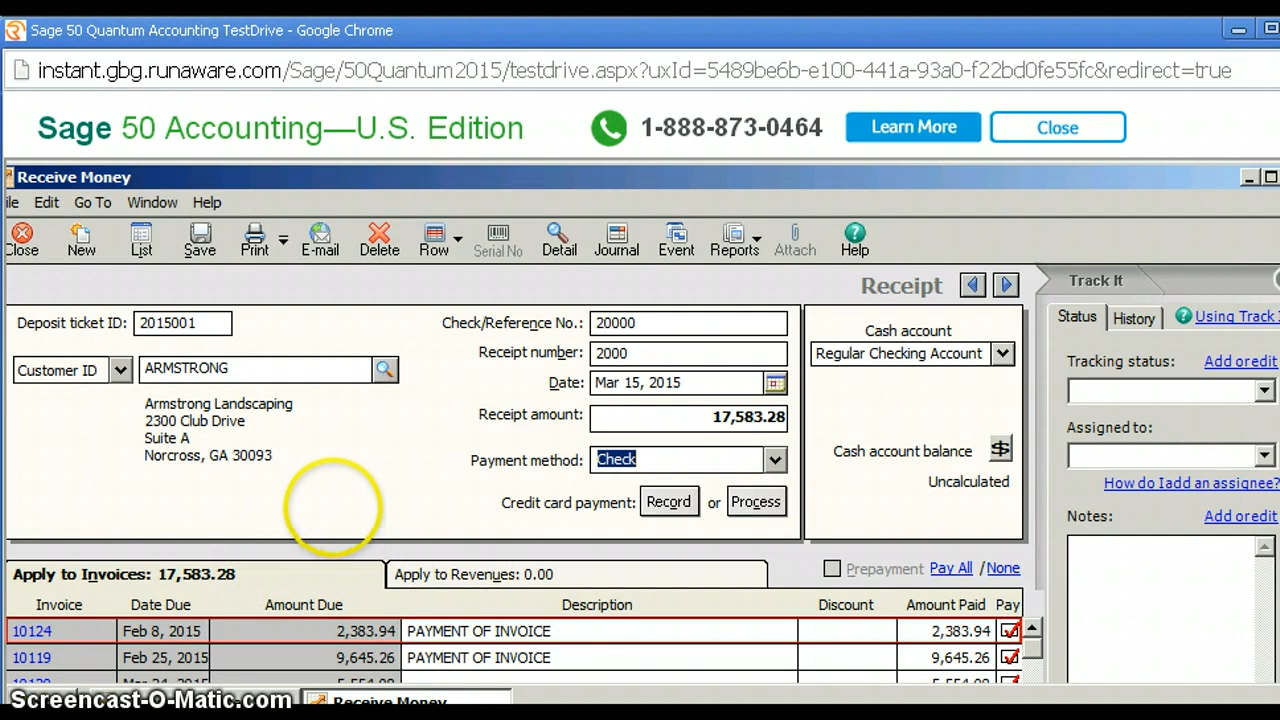 Sage 50 Quantum Accounting TestDrive - Google Chrome
instant.gbg.runaware.com/Sage/50Quantum2015/testdrive.aspx?uxId=5489be6b-e100-441a-93a0-f22bd0fe55fc&redirect=true
Sage 50 Accounting—U.S. Edition 1-888-873-0464 Learn More Close
Receive Money
ile Edit Go To Window Help
Close New List Save Print E-mail Delete Row Serial No Detail Journal Event Reports Attach Help
Receipt Track It
Deposit ticket ID: 2015001 Check/Reference No.: 20000 Cash account Status History Using Track I
Customer ID ARMSTRONG Receipt number: 2000 Regular Checking Account Tracking status: Add oredit
Date: Mar 15, 2015
Armstrong Landscaping
2300 Club Drive Receipt amount: 17,583.28 Assigned to:
Suite A
Norcross, GA 30093 Payment method: Check Cash account balance
Uncalculated How do Iadd an assignee?
Credit card payment: Record or Process Notes: Add oredit
Apply to Invoices: 17,583.28 Apply to Revenues: 0.00 Prepayment Pay All /None
Invoice Date Due Amount Due Description Discount Amount Paid Pay
10124 Feb 8, 2015 2,383.94 PAYMENT OF INVOICE 2,383.94
10119 Feb 25, 2015 9,645.26 PAYMENT OF INVOICE 9,645.26
Screencast-O-Matic.com Receive Money